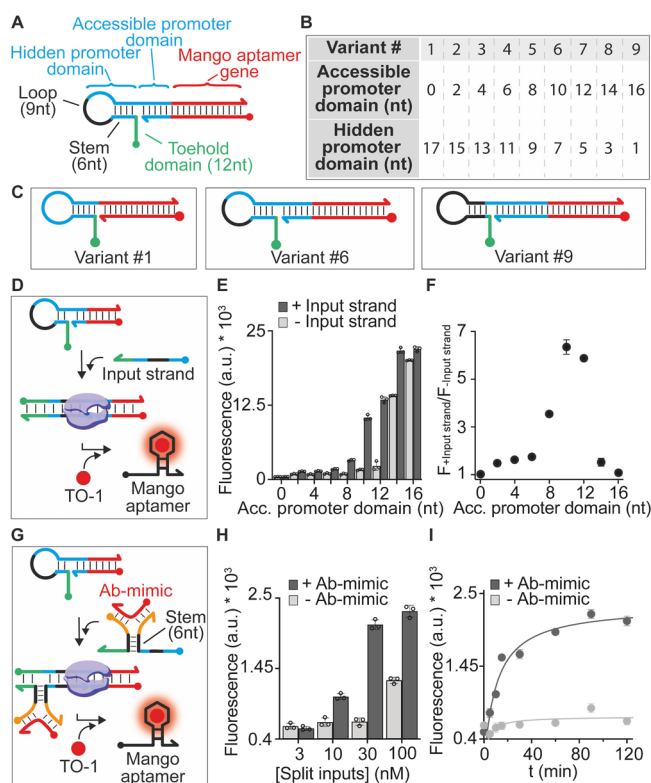 A
Accessible promoter
domain
Hidden promoter
domain
Mango aptamer
gene
Loop
(9nt)
Stem
(6nt)
Toehold
domain (12nt)
B
Variant # 1 2 3 4 5 6 7 8 9
Accessible
promoter
domain (nt)
0 2 4 6 8 10 12 14 16
Hidden
promoter
domain (nt)
17 15 13 11 9 7 5 3 1
C
Variant #1
Variant #6
Variant #9
D
Input strand
TO-1
Mango
aptamer
E
+ Input strand
- Input strand
Fluorescence (a.u.) * 10³
25
12.5
0
0 4 8 12 16
Acc. promoter domain (nt)
F
F+Input strand/F-Input strand
7
5
3
1
0 4 8 12 16
Acc. promoter domain (nt)
G
Ab-mimic
Stem
(6nt)
TO-1
Mango
aptamer
H
+ Ab-mimic
- Ab-mimic
Fluorescence (a.u.) * 10³
2.5
1.45
0.4
3 10 30 100
[Split inputs] (nM)
I
+ Ab-mimic
- Ab-mimic
Fluorescence (a.u.) * 10³
2.5
1.45
0.4
0 40 80 120
t (min)